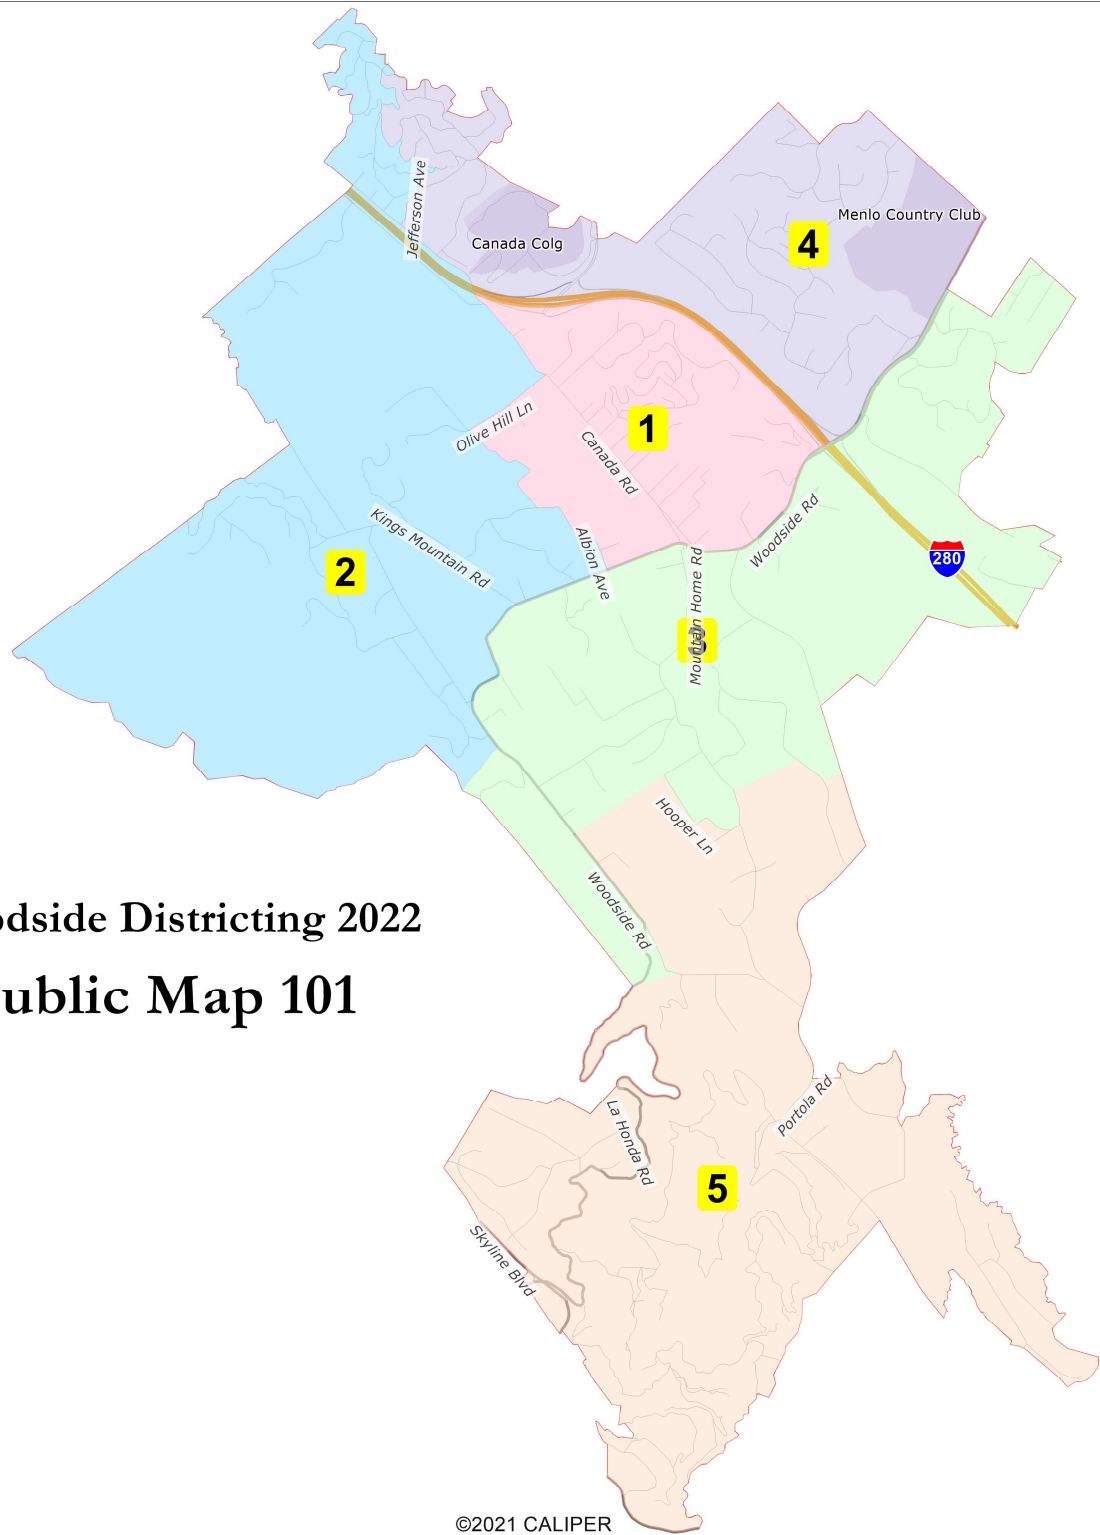 Jefferson Ave
Canada Colg
Menlo Country Club
4
Olive Hill Ln
1
Canada Rd
Kings Mountain Rd
Albion Ave
Woodside Rd
280
2
Mountain Home Rd
3
Hooper Ln
Woodside Rd
odside Districting 2022
ublic Map 101
La Honda Rd
Portola Rd
5
Skyline Blvd
©2021 CALIPER